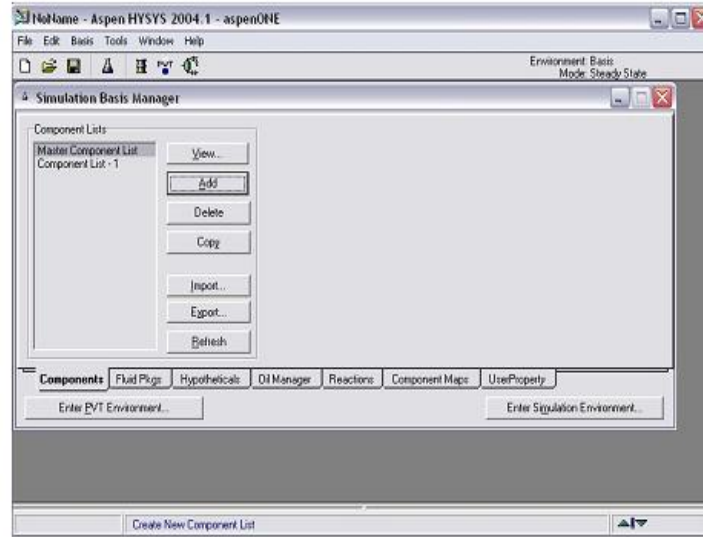 NoName - Aspen HYSYS 2004.1 - aspenONE
File Edit Basis Tools Window Help
PVT
Environment: Basis
Mode: Steady State
Simulation Basis Manager
Component Lists
Master Component List
Component List - 1
View...
Add
Delete
Copy
Import...
Export...
Refresh
Components Fluid Pkgs Hypotheticals Oil Manager Reactions Component Maps UserProperty
Enter PVT Environment... Enter Simulation Environment...
Create New Component List